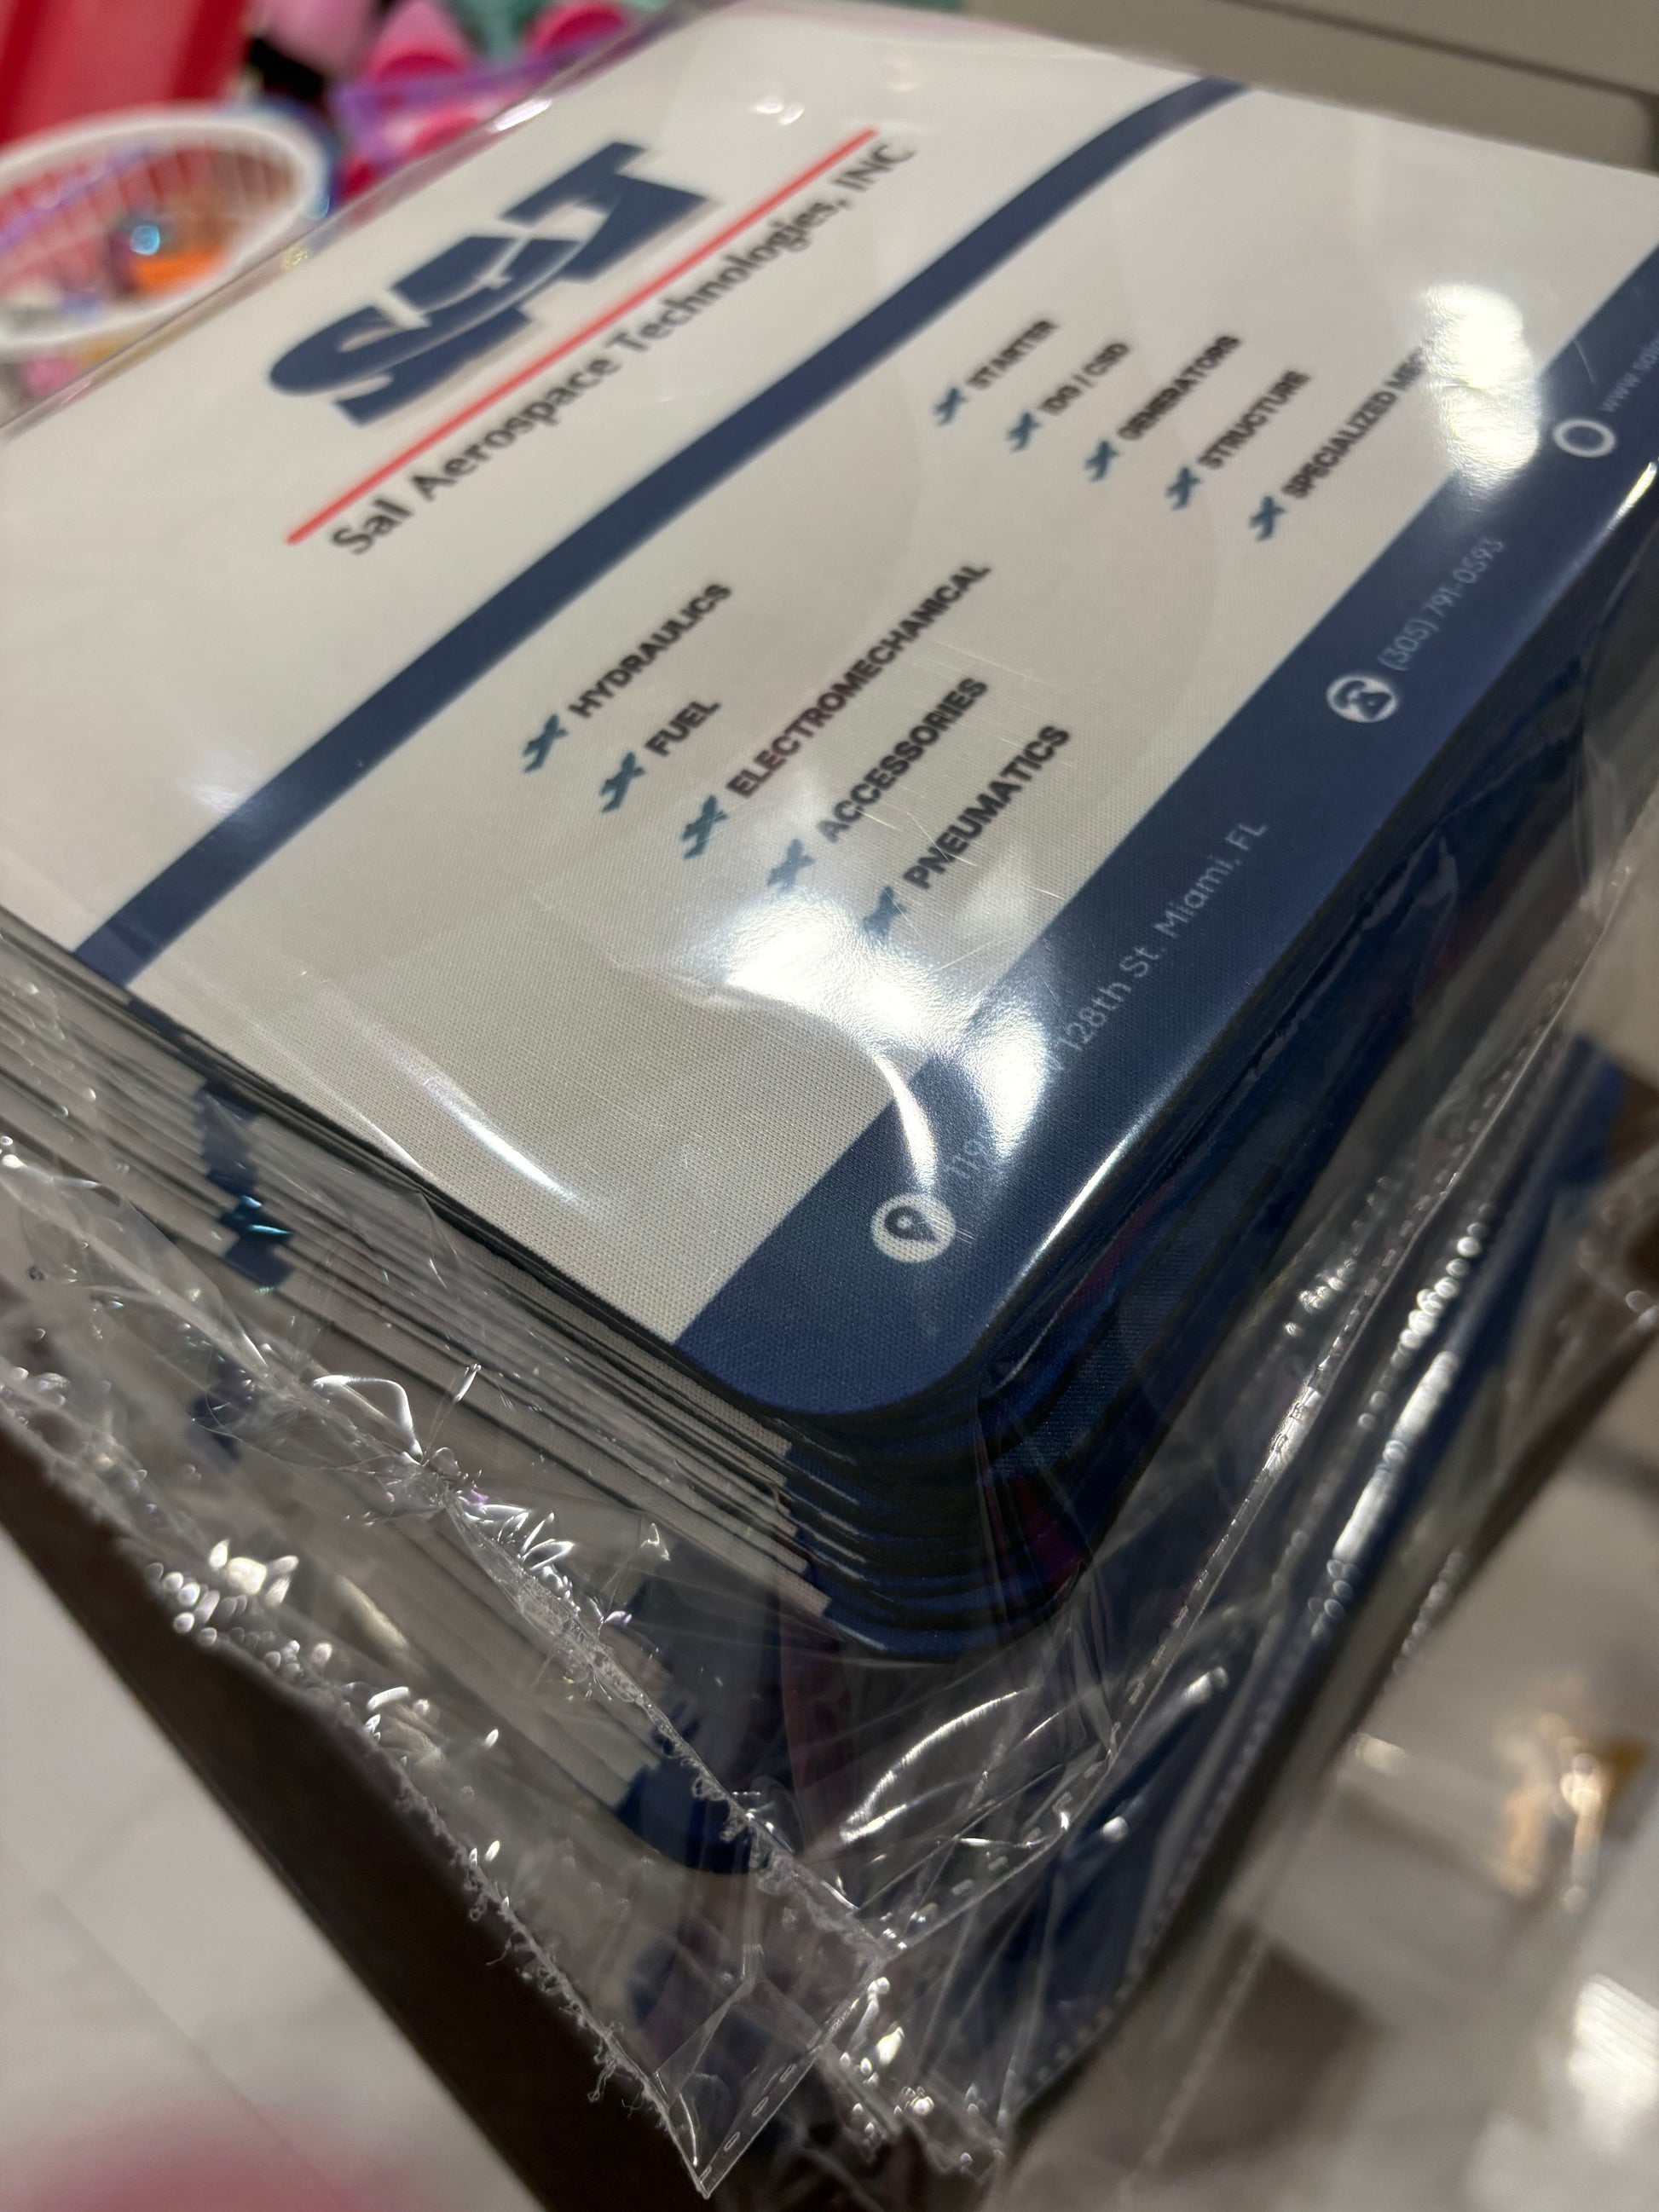 SAT
Sal Aerospace Technologies, INC
HYDRAULICS
FUEL
ELECTROMECHANICAL
ACCESSORIES
PNEUMATICS
STARTER
IDG / CSD
GENERATORS
STRUCTURE
SPECIALIZED
128th St. Miami, FL
(305) 791-0593